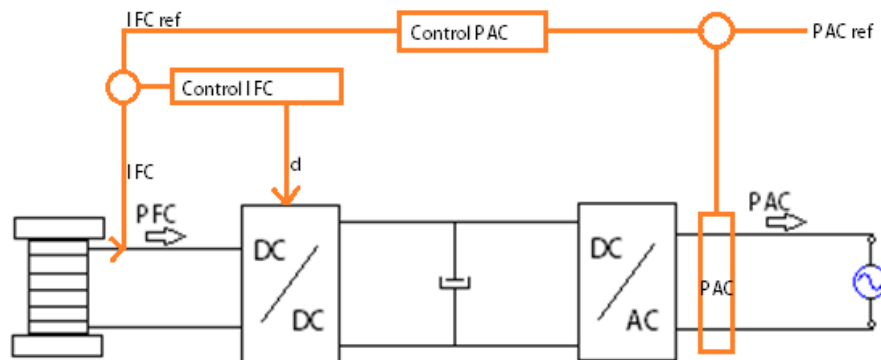 IFC ref
Control PAC
PAC ref
Control IFC
IFC
d
PFC
PAC
DC
DC
DC
AC
PAC